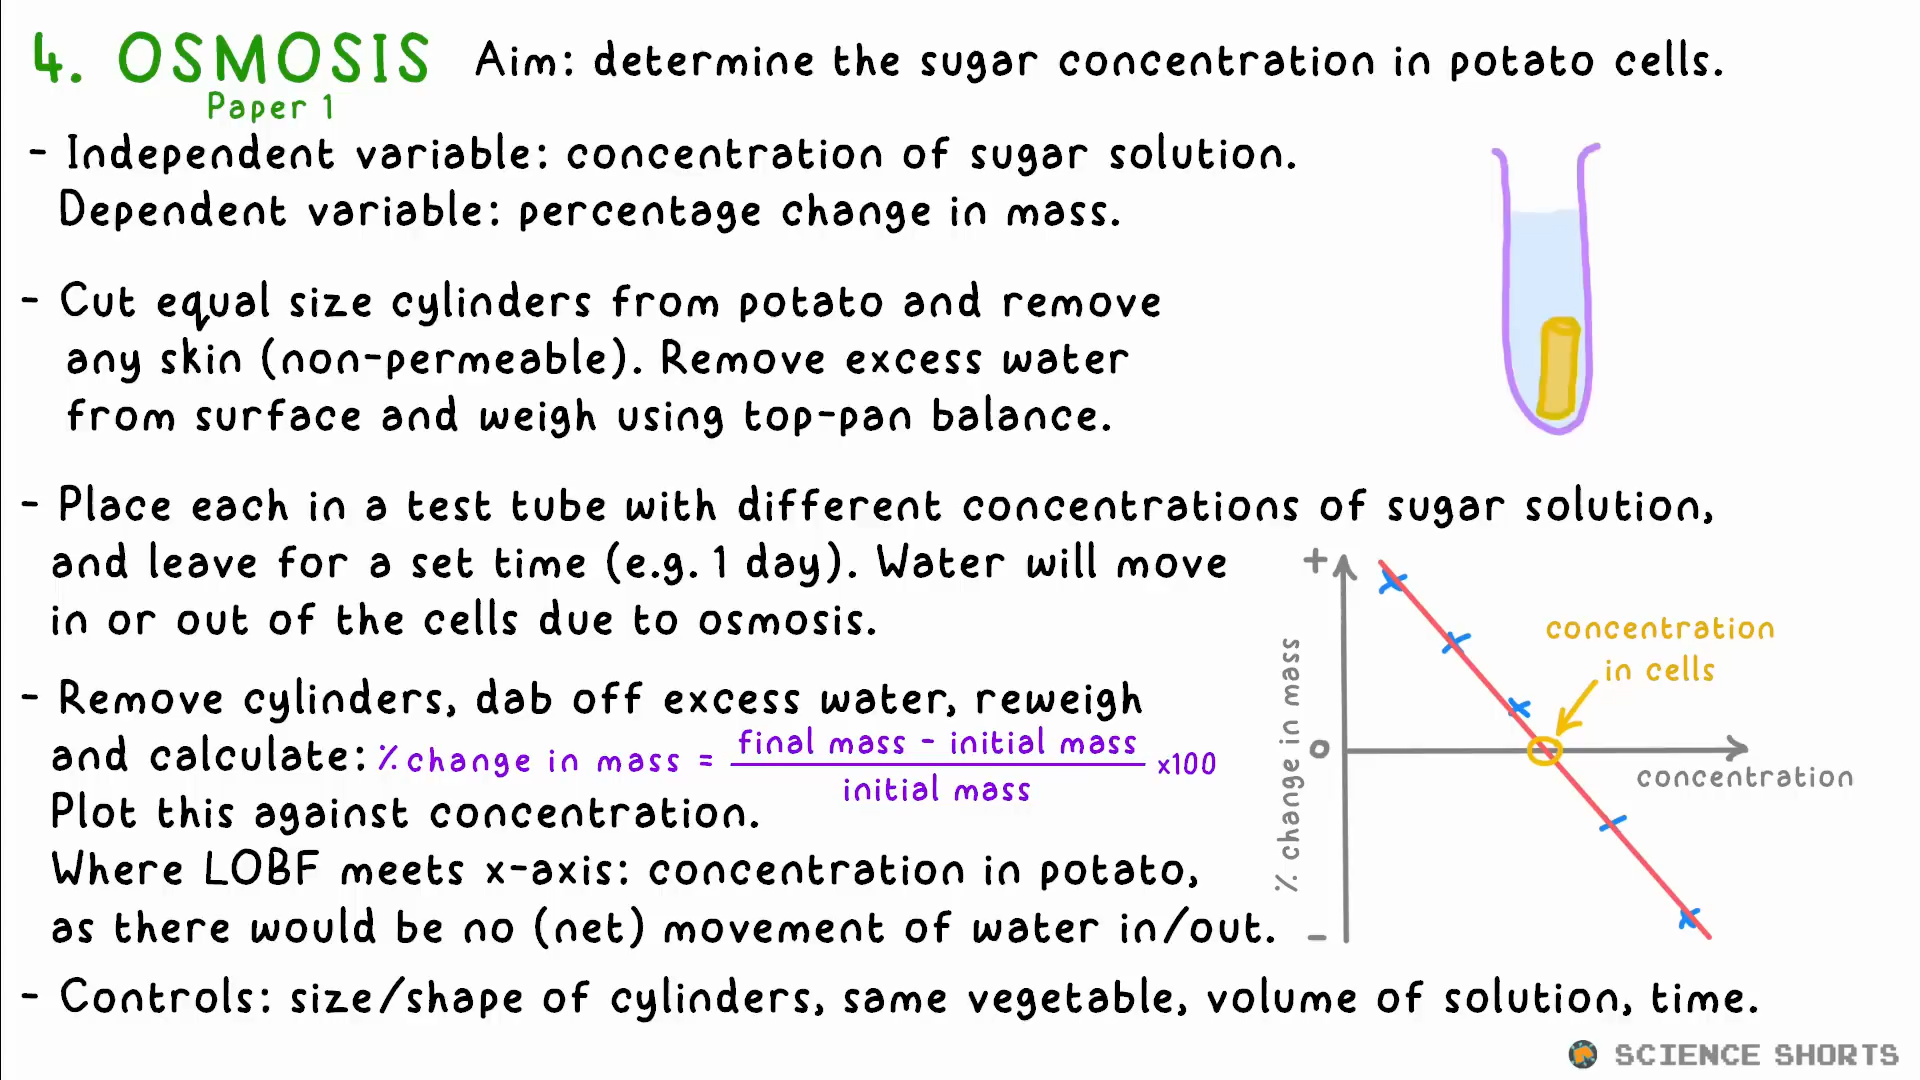 4. OSMOSIS Aim: determine the sugar concentration in potato cells.
Paper 1
- Independent variable: concentration of sugar solution.
Dependent variable: percentage change in mass.
- Cut equal size cylinders from potato and remove
any skin (non-permeable). Remove excess water
from surface and weigh using top-pan balance.
- Place each in a test tube with different concentrations of sugar solution,
and leave for a set time (e.g. 1 day). Water will move
in or out of the cells due to osmosis.
- Remove cylinders, dab off excess water, reweigh
and calculate: % change in mass = final mass - initial mass / initial mass x100
Plot this against concentration.
Where LOBF meets x-axis: concentration in potato,
as there would be no (net) movement of water in/out.
- Controls: size/shape of cylinders, same vegetable, volume of solution, time.
+
0
-
% change in mass
concentration
in cells
concentration
SCIENCE SHORTS